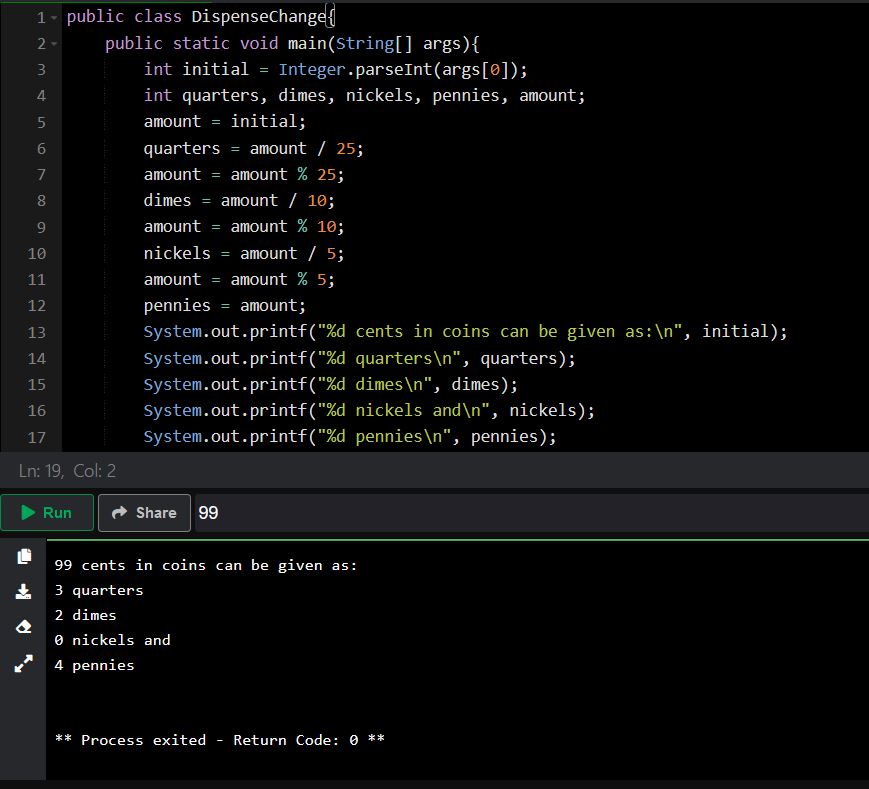 1 public class DispenseChange{
2 public static void main(String[] args){
3 int initial = Integer.parseInt(args[0]);
4 int quarters, dimes, nickels, pennies, amount;
5 amount = initial;
6 quarters = amount / 25;
7 amount = amount % 25;
8 dimes = amount / 10;
9 amount = amount % 10;
10 nickels = amount / 5;
11 amount = amount % 5;
12 pennies = amount;
13 System.out.printf("%d cents in coins can be given as:\n", initial);
14 System.out.printf("%d quarters\n", quarters);
15 System.out.printf("%d dimes\n", dimes);
16 System.out.printf("%d nickels and\n", nickels);
17 System.out.printf("%d pennies\n", pennies);
Ln: 19, Col: 2
Run Share 99
99 cents in coins can be given as:
3 quarters
2 dimes
0 nickels and
4 pennies
** Process exited - Return Code: 0 **